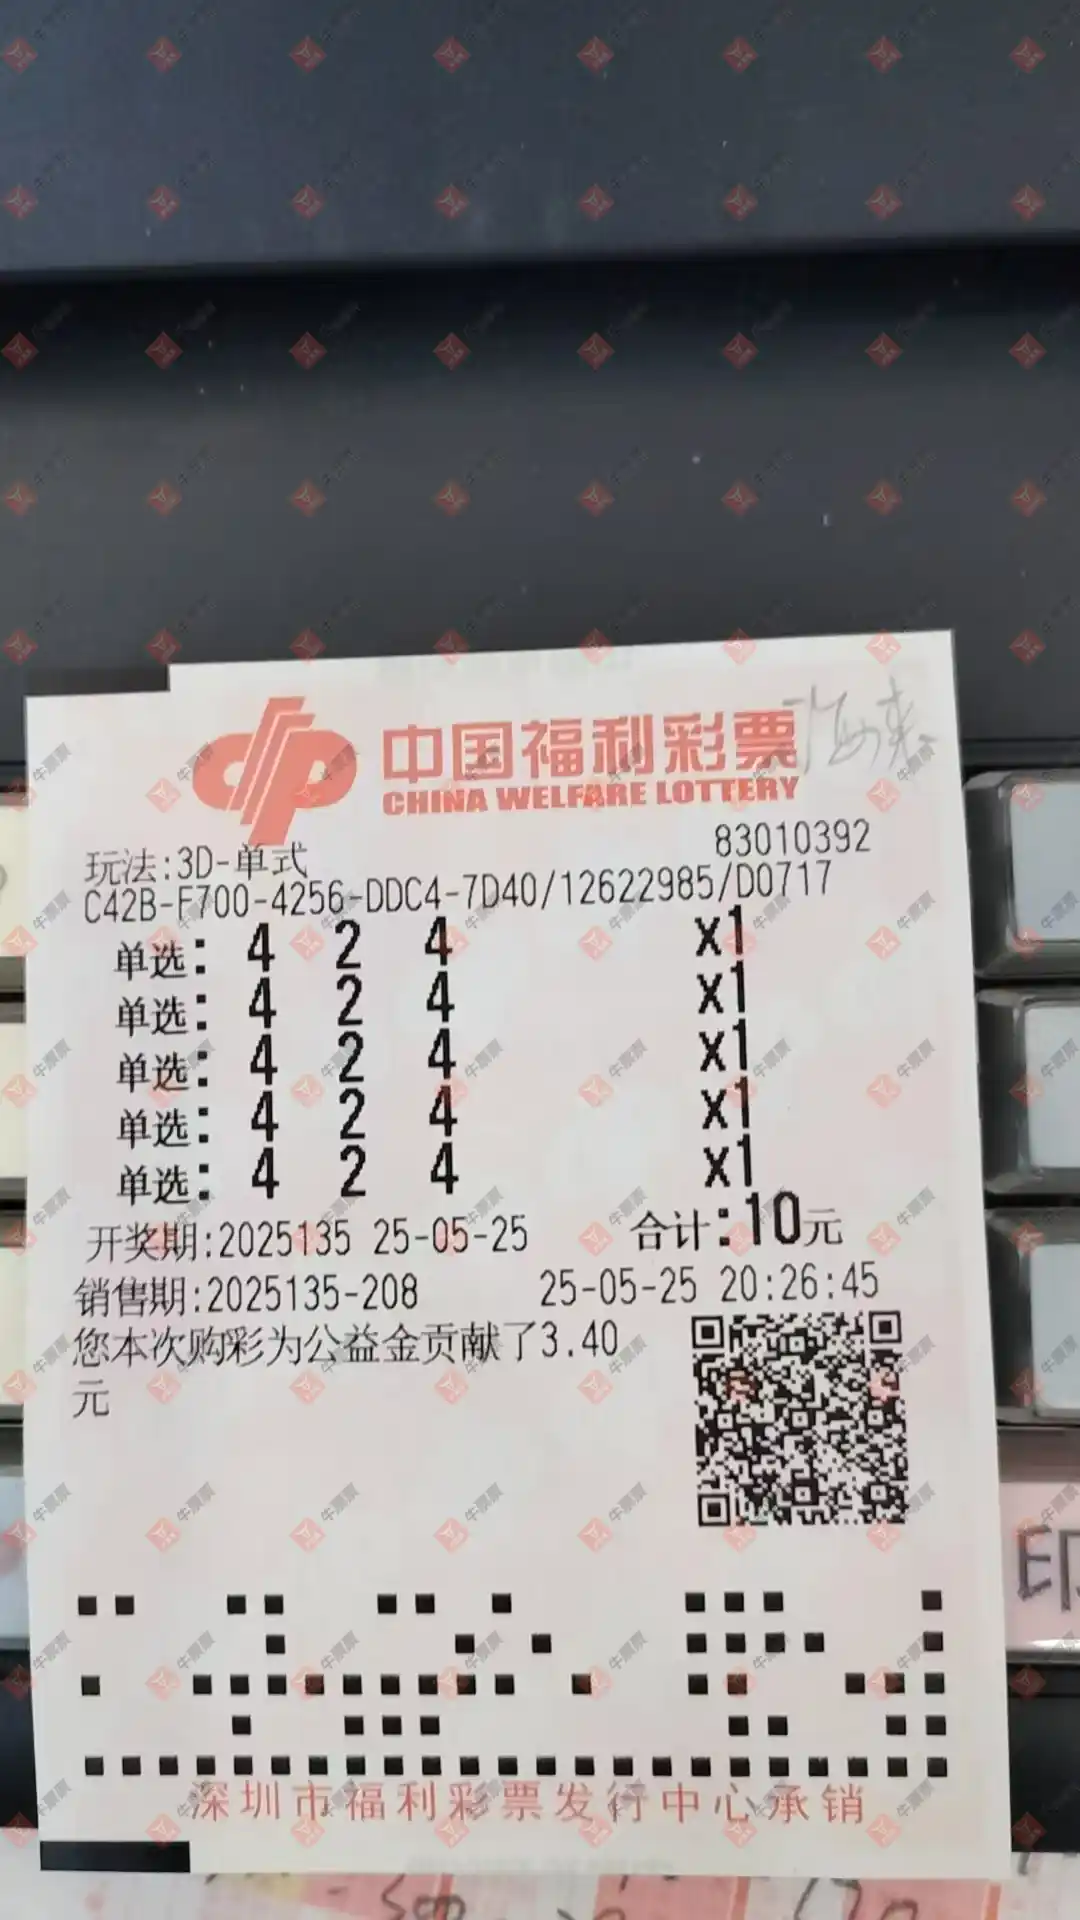 中国福利彩票
CHINA WELFARE LOTTERY
玩法:3D-单式 83010392
C42B-F700-4256-DDC4-7D40/12622985/D0717
单选: 4 2 4 x1
单选: 4 2 4 x1
单选: 4 2 4 x1
单选: 4 2 4 x1
单选: 4 2 4 x1
开奖期:2025135 25-05-25 合计:10元
销售期:2025135-208 25-05-25 20:26:45
您本次购彩为公益金贡献了3.40
元
印
深圳市福利彩票发行中心承销
牛票票